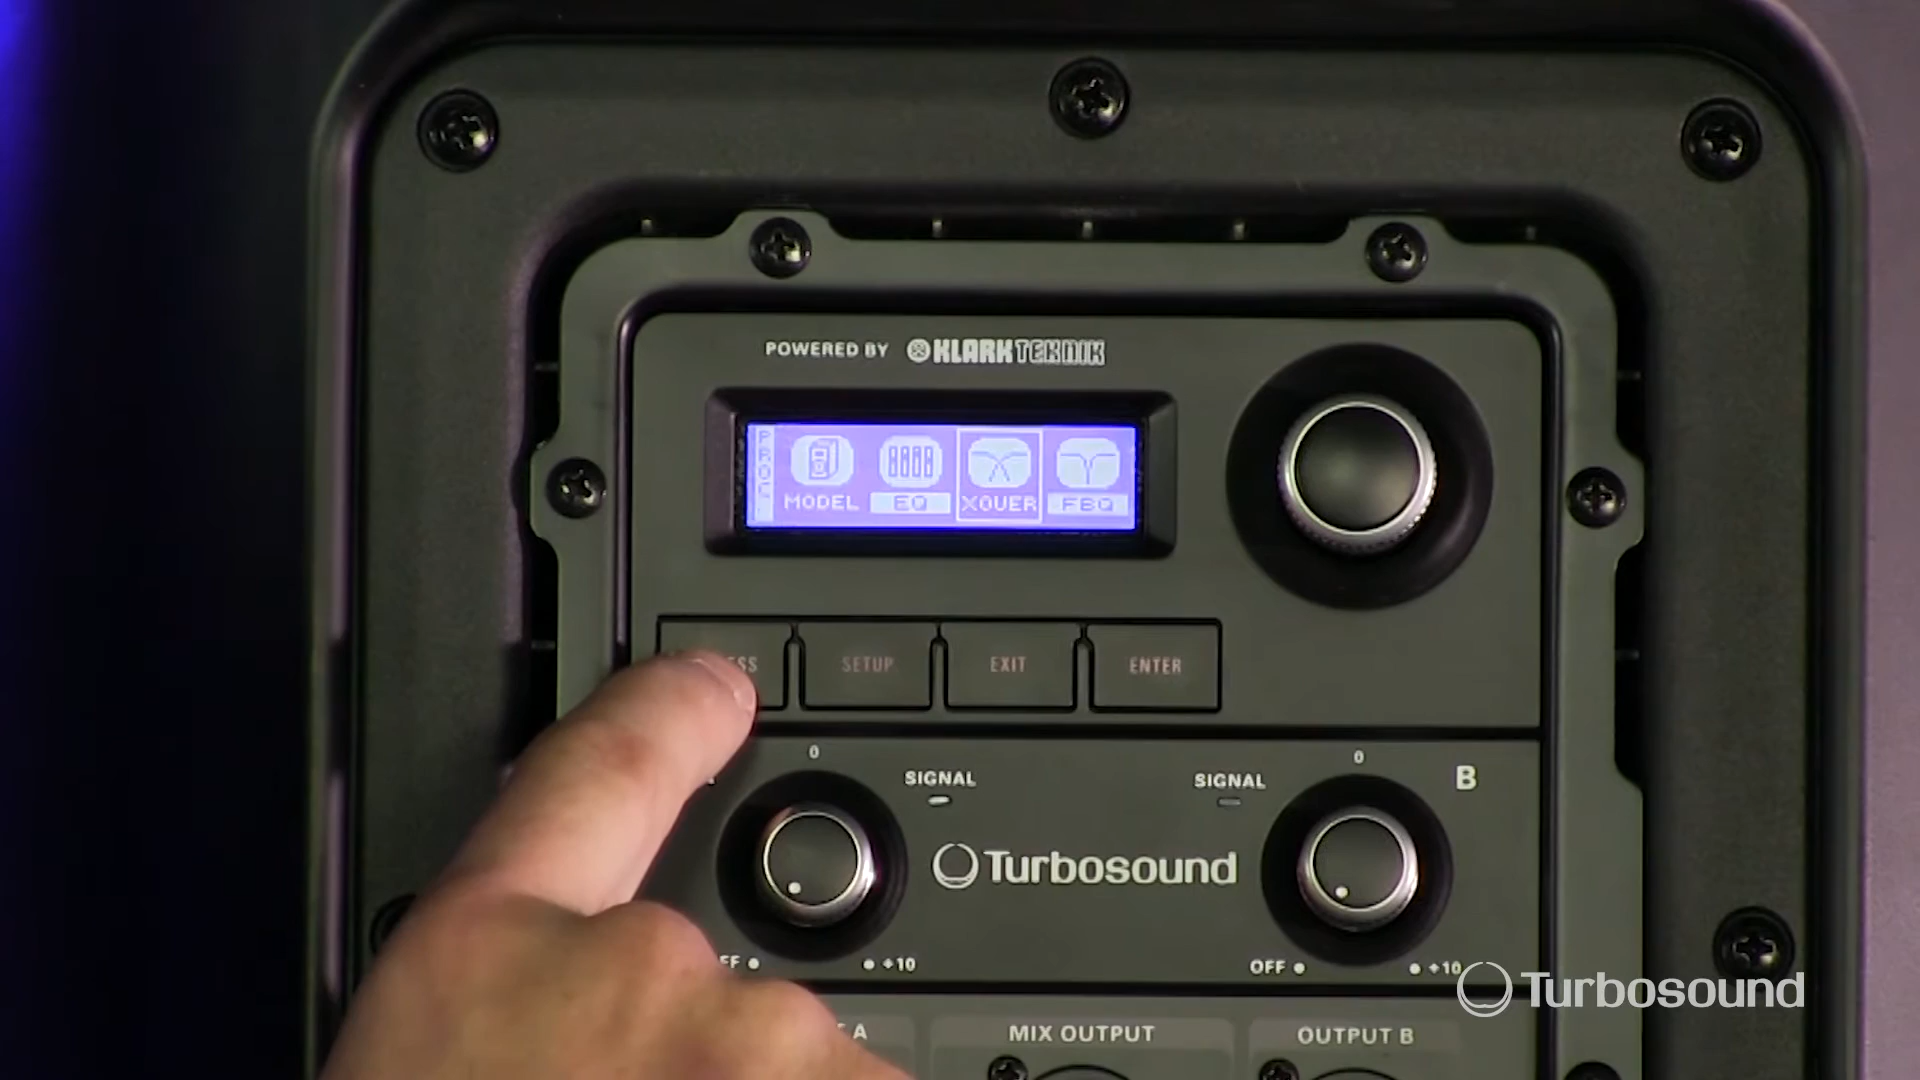 POWERED BY KLARK TEKNIK
MODEL EQ XOVER FBQ
SETUP EXIT ENTER
0 0
SIGNAL SIGNAL B
Turbosound
+10 OFF +10
Turbosound
A MIX OUTPUT OUTPUT B